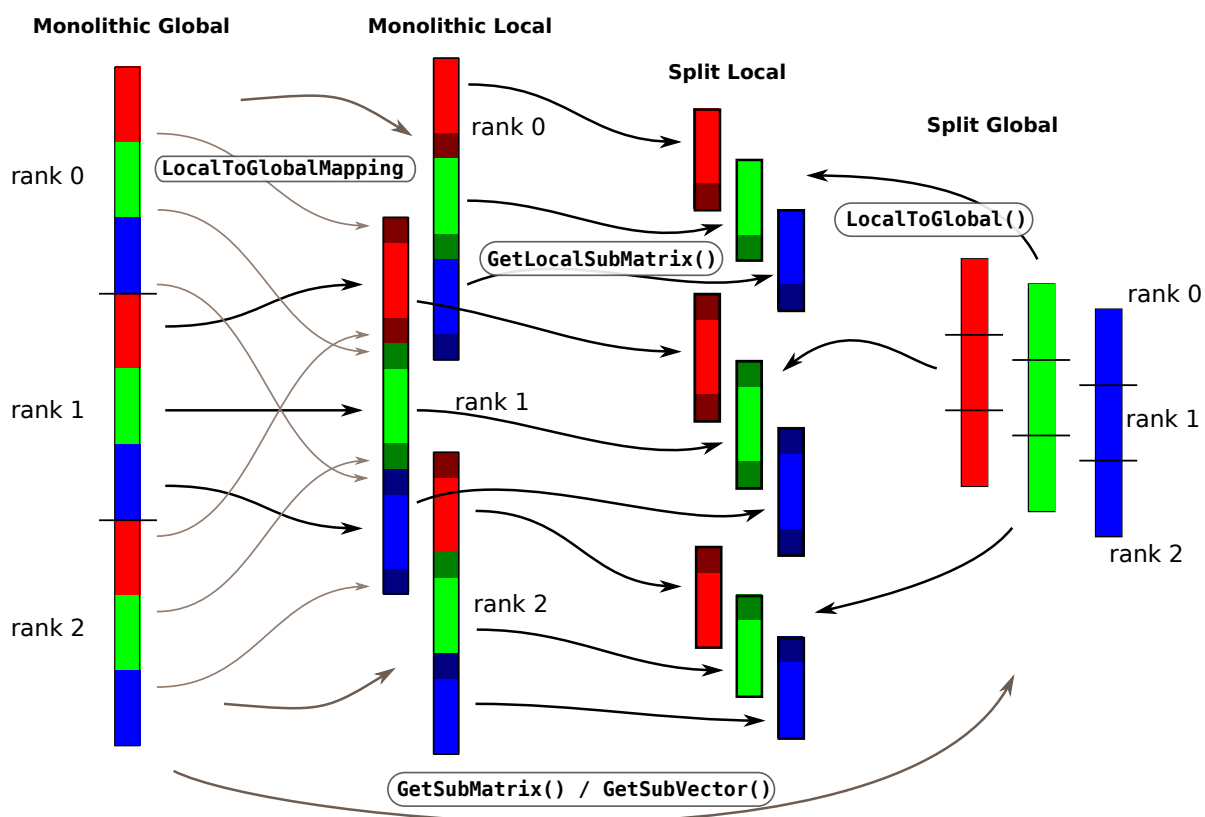 Monolithic Global
Monolithic Local
Split Local
Split Global
rank 0
rank 1
rank 2
LocalToGlobalMapping
rank 0
rank 1
rank 2
GetLocalSubMatrix()
LocalToGlobal()
rank 0
rank 1
rank 2
GetSubMatrix() / GetSubVector()